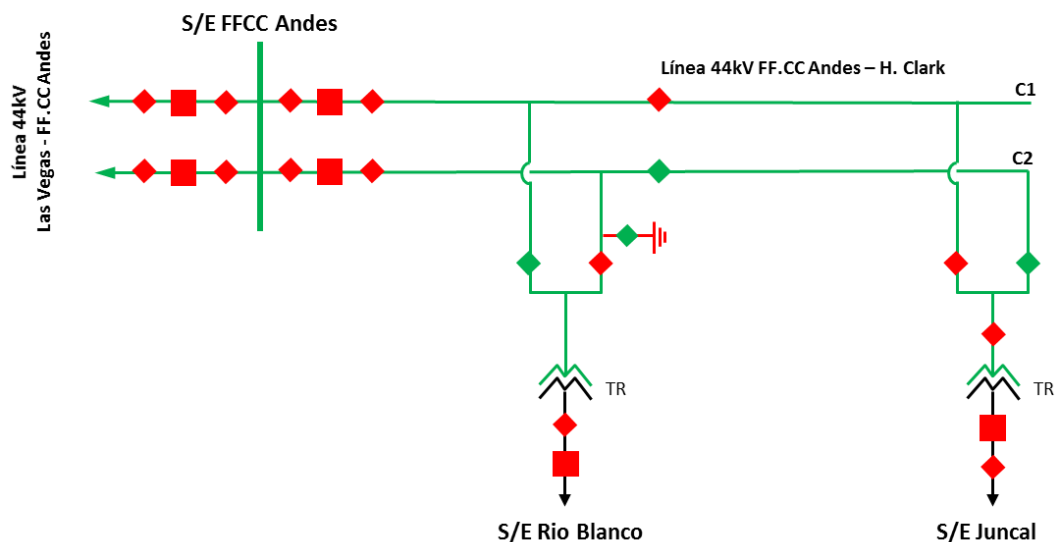 S/E FFCC Andes
Línea 44kV
Las Vegas - FF.CC Andes
Línea 44kV FF.CC Andes – H. Clark
C1
C2
TR
TR
S/E Rio Blanco
S/E Juncal